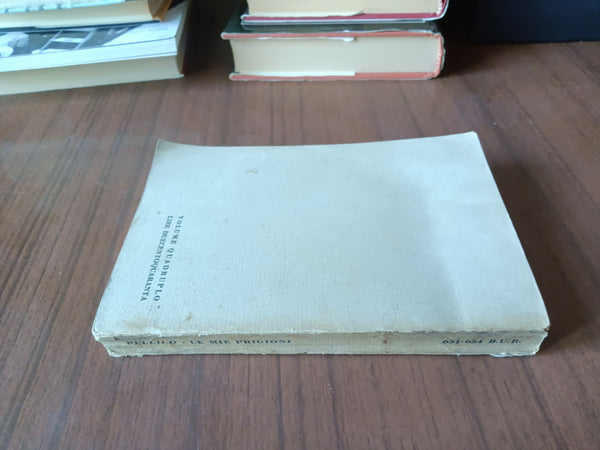 VOLUME QUADRUPLO
LIRE DUECENTOQUARANTA
PELLICO - LE MIE PRIGIONI
651-654 B.U.R.